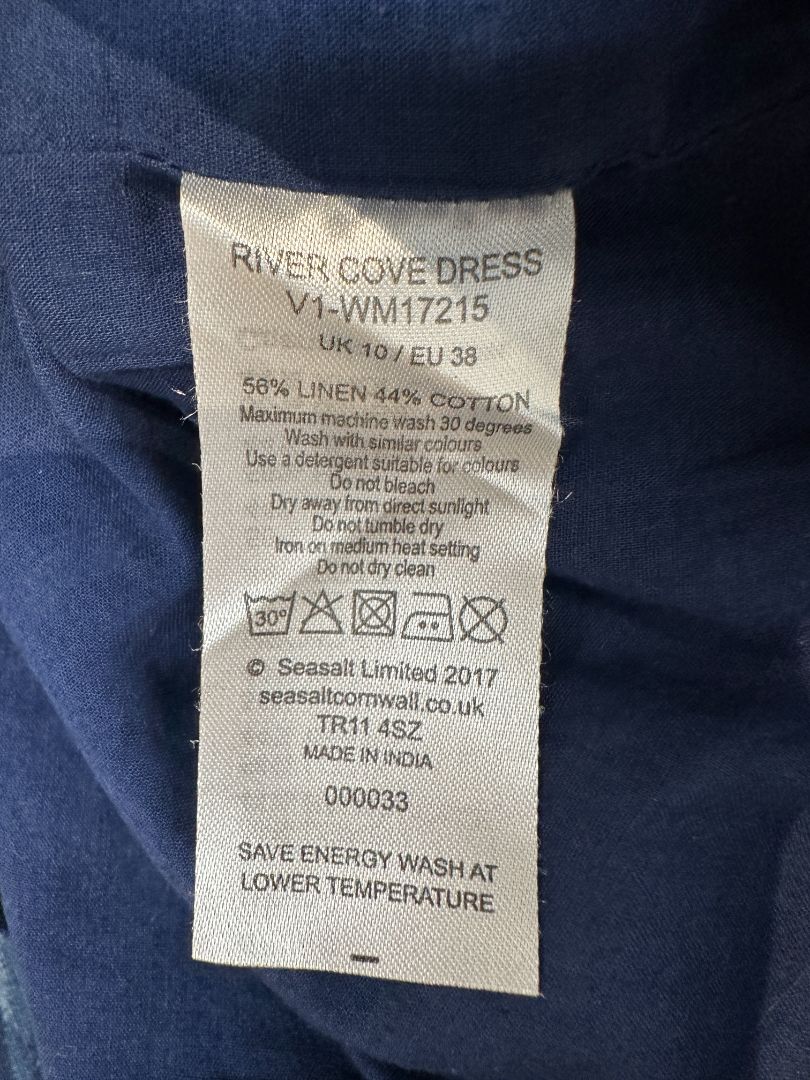 RIVER COVE DRESS
V1-WM17215
UK 10 / EU 38
56% LINEN 44% COTTON
Maximum machine wash 30 degrees
Wash with similar colours
Use a detergent suitable for colours
Do not bleach
Dry away from direct sunlight
Do not tumble dry
Iron on medium heat setting
Do not dry clean
30°
© Seasalt Limited 2017
seasaltcornwall.co.uk
TR11 4SZ
MADE IN INDIA
000033
SAVE ENERGY WASH AT
LOWER TEMPERATURE